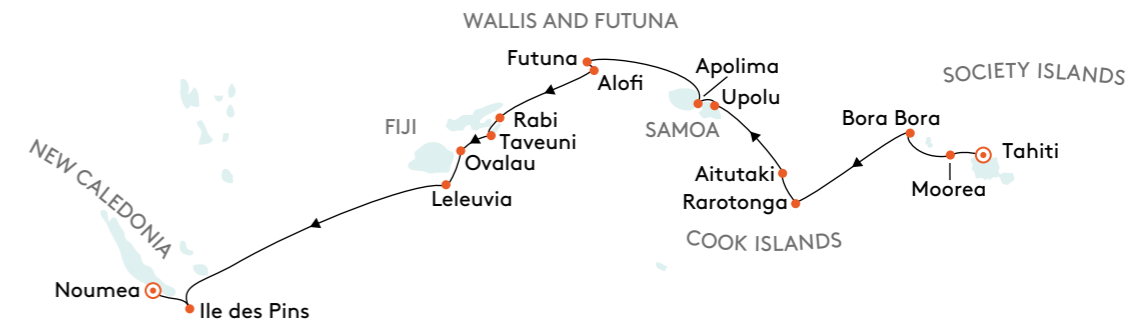 WALLIS AND FUTUNA
Futuna
Alofi
Apolima
Upolu
SOCIETY ISLANDS
SAMOA
Bora Bora
Tahiti
Moorea
FIJI
Rabi
Taveuni
Ovalau
Leleuvia
Aitutaki
Rarotonga
COOK ISLANDS
NEW CALEDONIA
Noumea
Ile des Pins